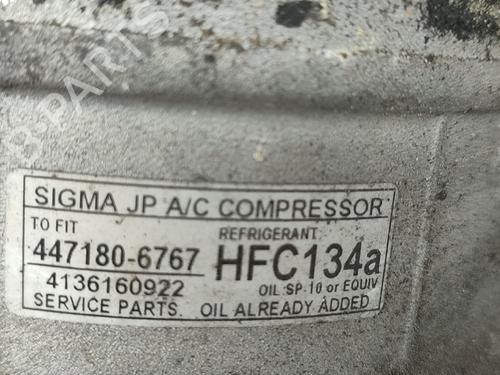 B-PARTS
SIGMA JP A/C COMPRESSOR
TO FIT
REFRIGERANT:
447180-6767
HFC134a
4136160922
OIL SP-10 or EQUIV
SERVICE PARTS. OIL ALREADY ADDED